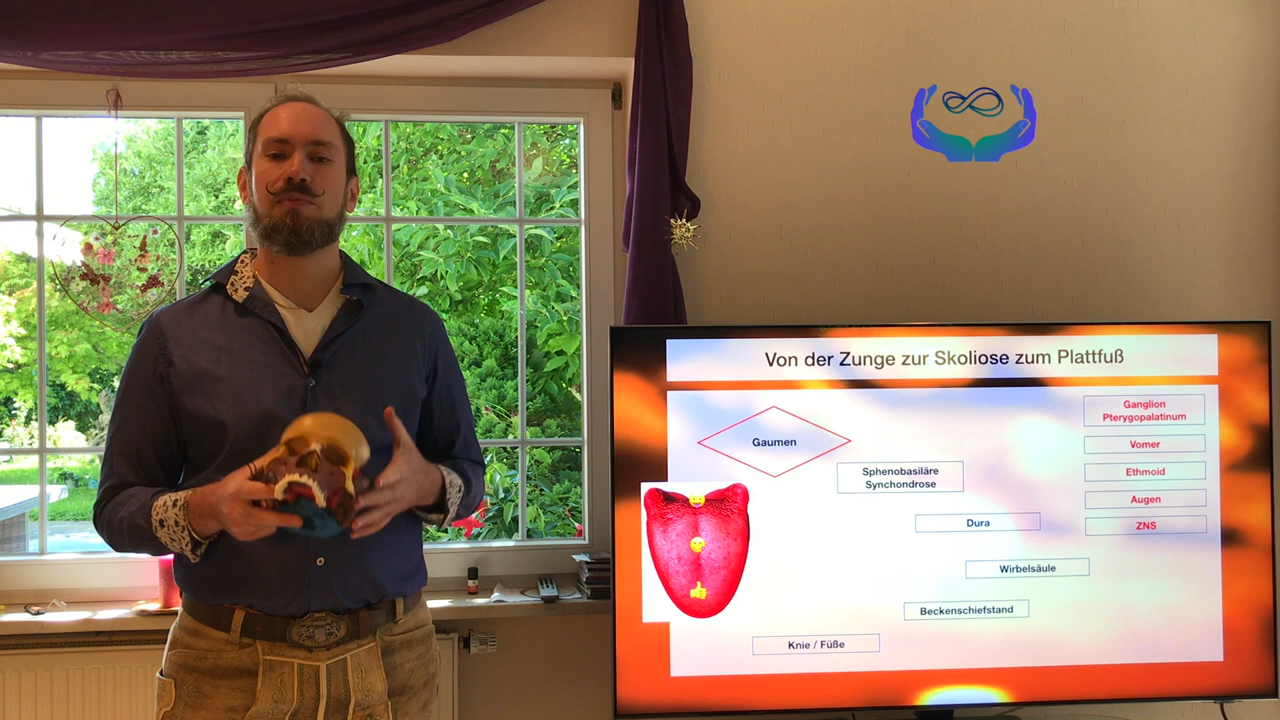 Von der Zunge zur Skoliose zum Plattfuß
Gaumen
Sphenobasiläre
Synchondrose
Dura
Wirbelsäule
Beckenschiefstand
Knie / Füße
Ganglion
Pterygopalatinum
Vomer
Ethmoid
Augen
ZNS